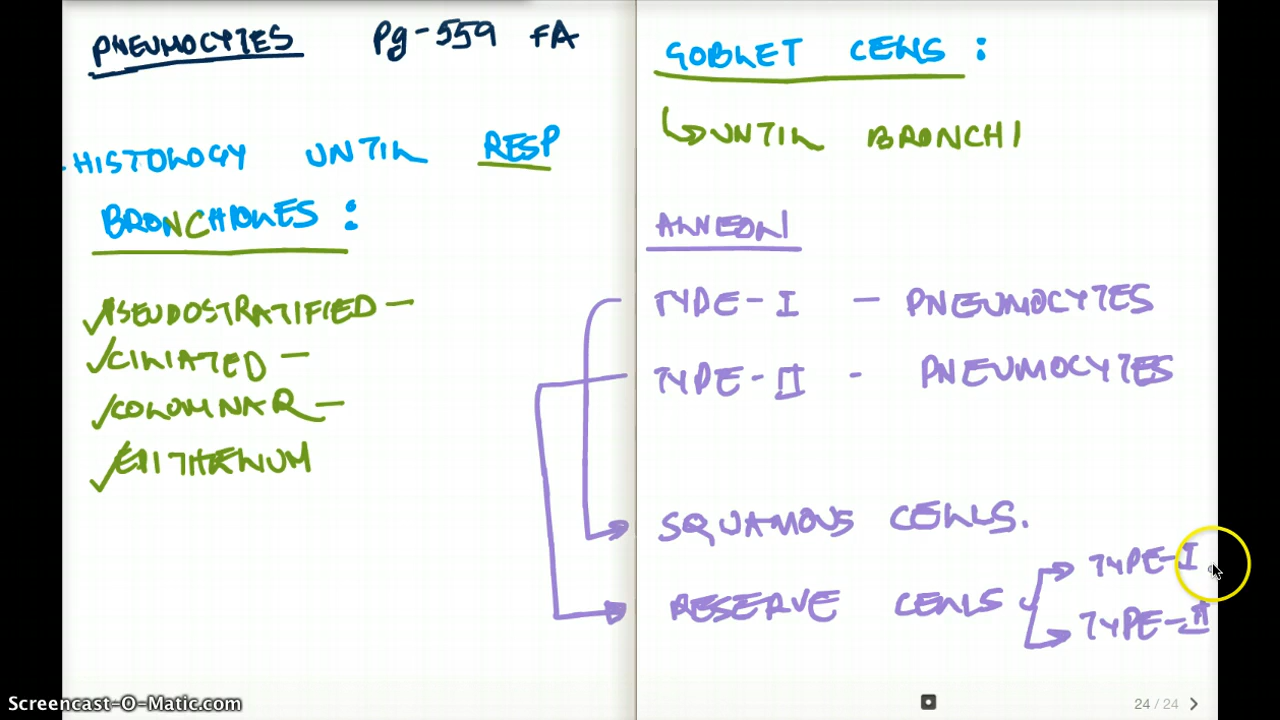 PNEUMOCYTES Pg-559 FA
HISTOLOGY UNTIL RESP
BRONCHIOLES :
PSEUDOSTRATIFIED -
CILIATED -
COLUMNAR -
EPITHELIUM
GOBLET CELLS :
UNTIL BRONCHI
ALVEOLI
TYPE-I - PNEUMOCYTES
TYPE-II - PNEUMOCYTES
SQUAMOUS CELLS.
RESERVE CELLS
TYPE-I
TYPE-II
Screencast-O-Matic.com
24 / 24